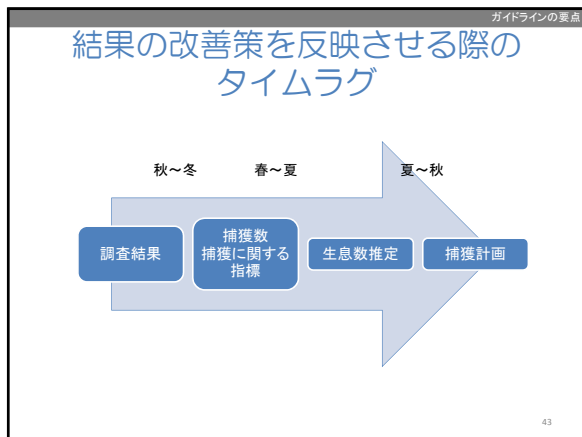 ガイドラインの要点
結果の改善策を反映させる際の
タイムラグ
秋～冬
春～夏
夏～秋
調査結果
捕獲数
捕獲に関する
指標
生息数推定
捕獲計画
43